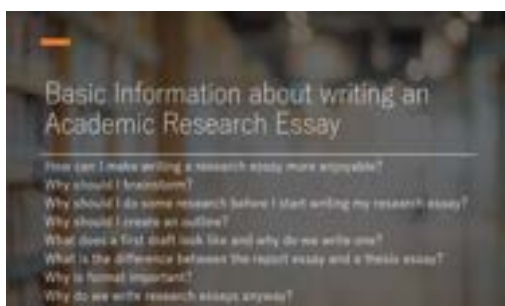 Basic Information about writing an
Academic Research Essay
How can I make writing a research essay more enjoyable?
Why should I brainstorm?
Why should I do some research before I start writing my research essay?
Why should I create an outline?
What does a first draft look like and why do we write one?
What is the difference between the report essay and a thesis essay?
Why is format important?
Why do we write research essays anyway?